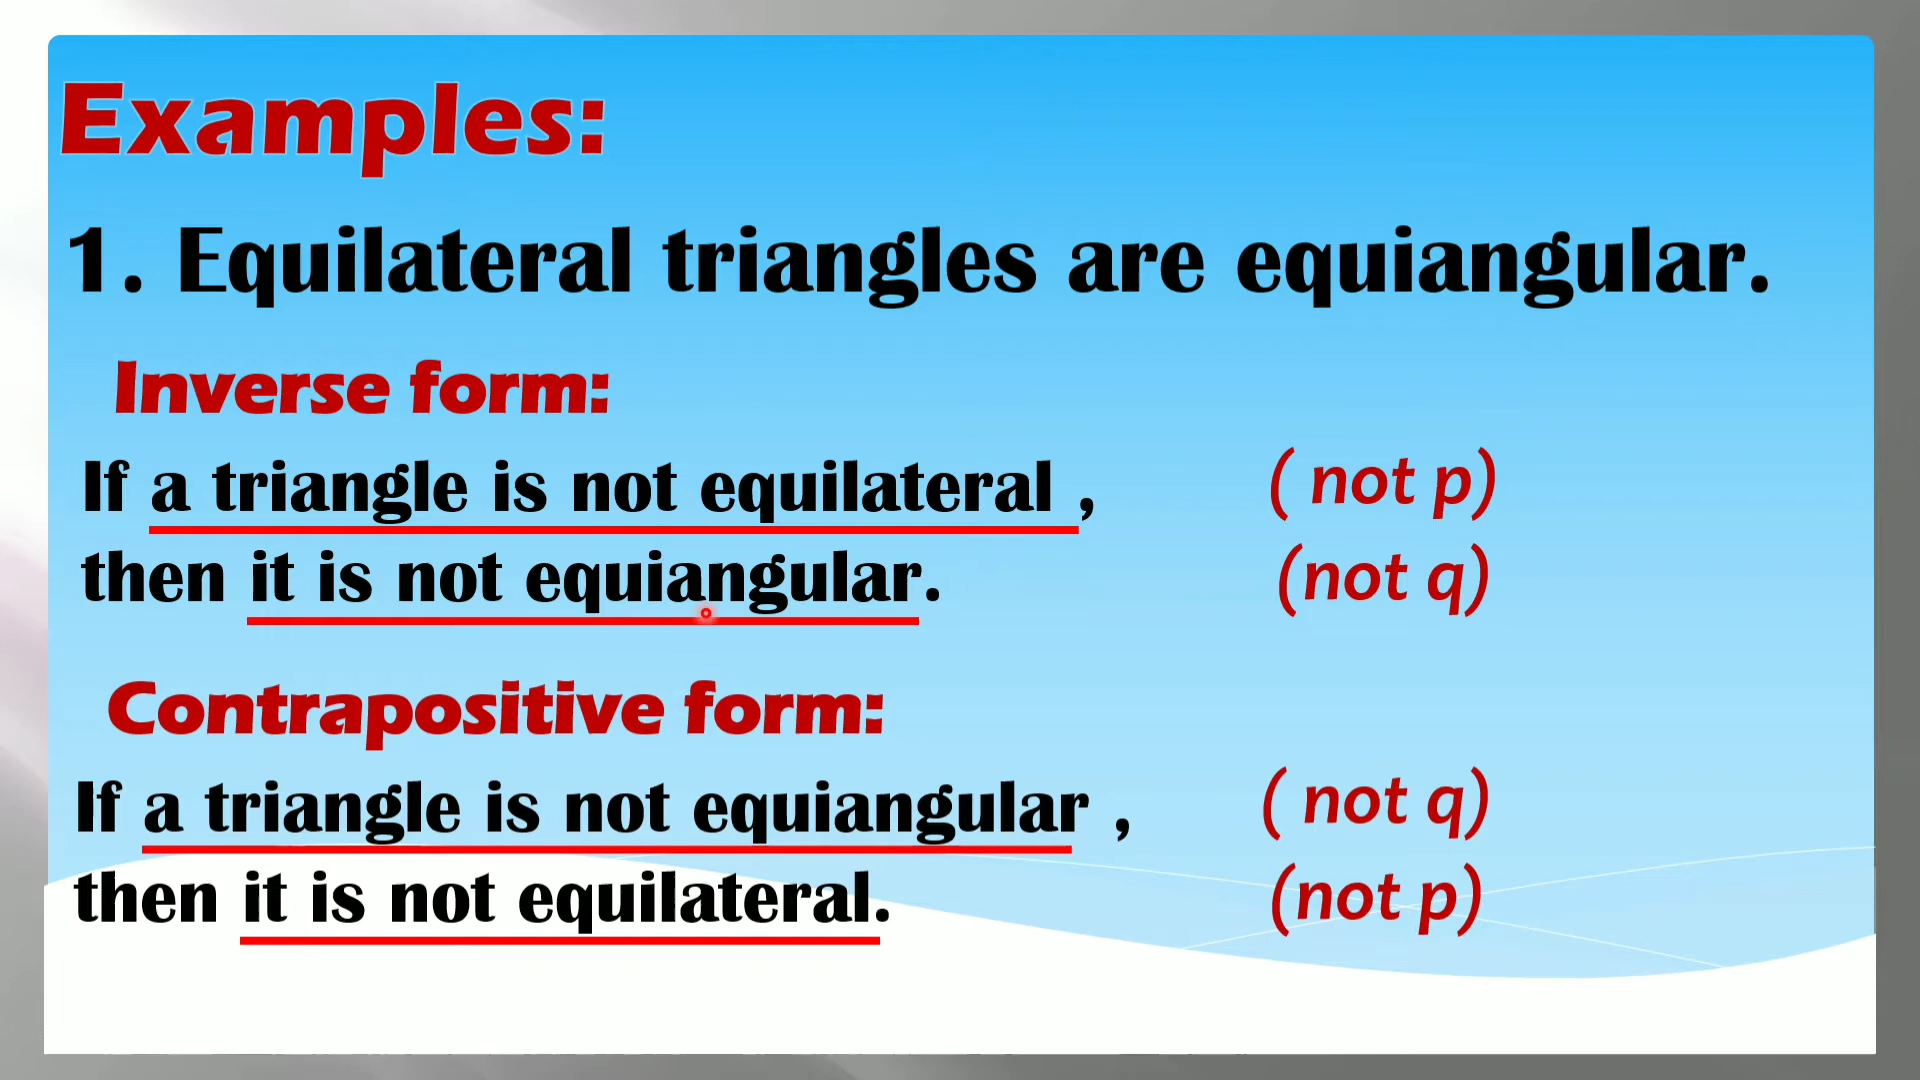 Examples:
1. Equilateral triangles are equiangular.
Inverse form:
If a triangle is not equilateral , ( not p)
then it is not equiangular. (not q)
Contrapositive form:
If a triangle is not equiangular , ( not q)
then it is not equilateral. (not p)